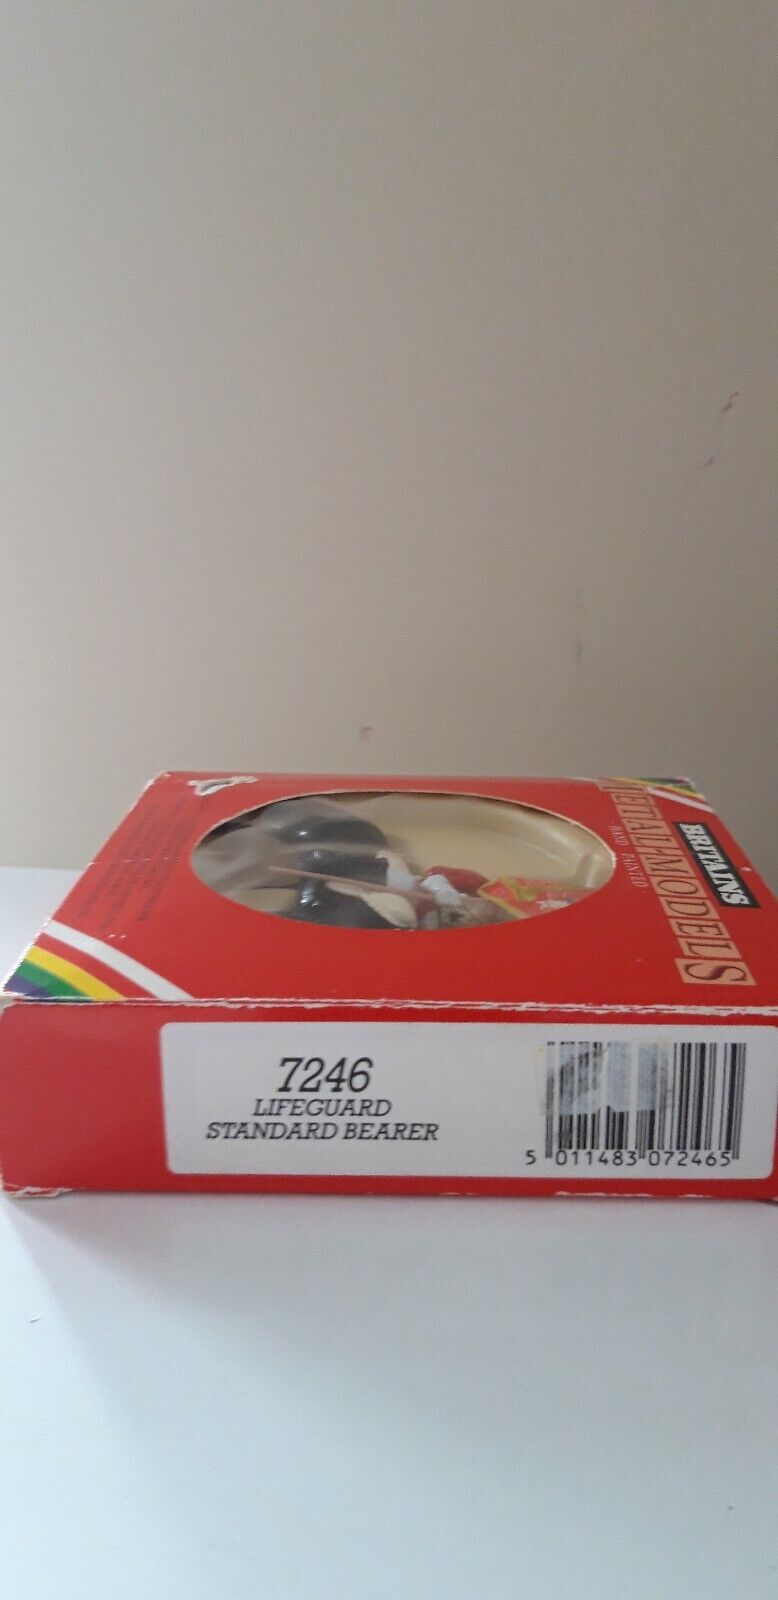 BRITAINS
METAL MODELS
HAND PAINTED
7246
LIFEGUARD
STANDARD BEARER
5 011483 072465